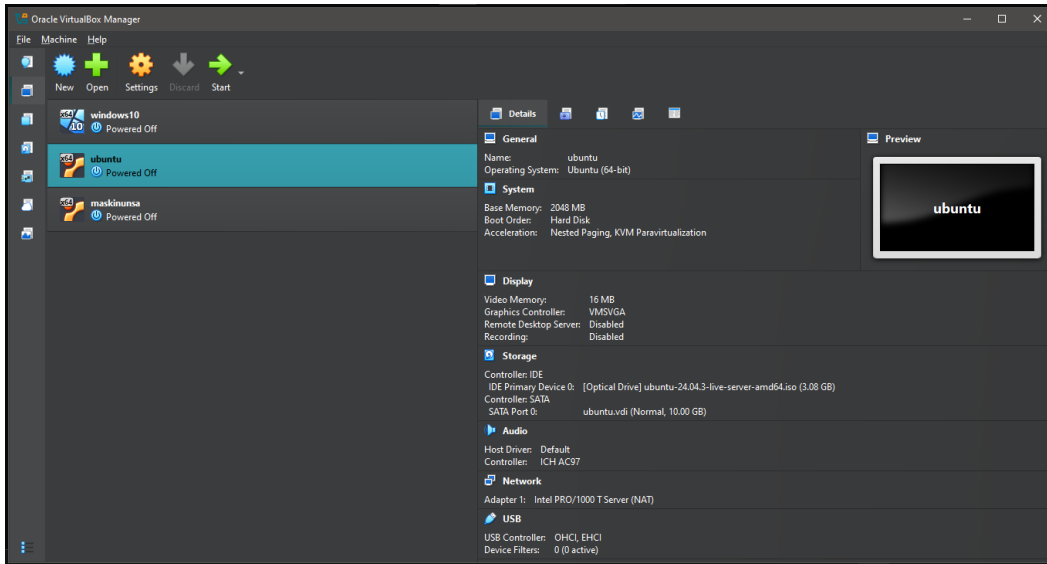 Oracle VirtualBox Manager
File Machine Help
New Open Settings Discard Start
x64 windows10
10 Powered Off
x64 ubuntu
Powered Off
x64 maskinunsa
Powered Off
Details
General
Name: ubuntu
Operating System: Ubuntu (64-bit)
System
Base Memory: 2048 MB
Boot Order: Hard Disk
Acceleration: Nested Paging, KVM Paravirtualization
Preview
ubuntu
Display
Video Memory: 16 MB
Graphics Controller: VMSVGA
Remote Desktop Server: Disabled
Recording: Disabled
Storage
Controller: IDE
IDE Primary Device 0: [Optical Drive] ubuntu-24.04.3-live-server-amd64.iso (3.08 GB)
Controller: SATA
SATA Port 0: ubuntu.vdi (Normal, 10.00 GB)
Audio
Host Driver: Default
Controller: ICH AC97
Network
Adapter 1: Intel PRO/1000 T Server (NAT)
USB
USB Controller: OHCI, EHCI
Device Filters: 0 (0 active)